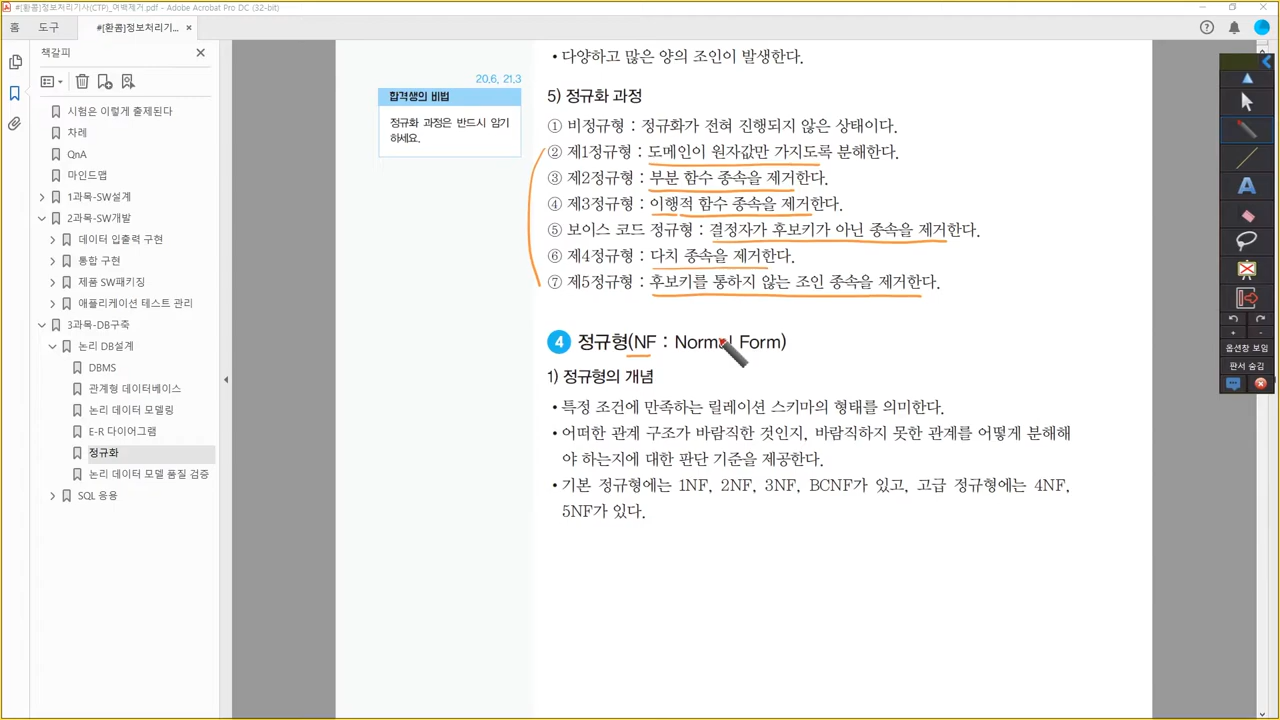 #[환콤]정보처리기사(CTP)_여백제거.pdf - Adobe Acrobat Pro DC (32-bit)
홈 도구 #[환콤]정보처리기... ×
책갈피
시험은 이렇게 출제된다
차례
QnA
마인드맵
1과목-SW설계
2과목-SW개발
데이터 입출력 구현
통합 구현
제품 SW패키징
애플리케이션 테스트 관리
3과목-DB구축
논리 DB설계
DBMS
관계형 데이터베이스
논리 데이터 모델링
E-R 다이어그램
정규화
논리 데이터 모델 품질 검증
SQL 응용
• 다양하고 많은 양의 조인이 발생한다.
20.6, 21.3
합격생의 비법
정규화 과정은 반드시 암기
하세요.
5) 정규화 과정
① 비정규형 : 정규화가 전혀 진행되지 않은 상태이다.
② 제1정규형 : 도메인이 원자값만 가지도록 분해한다.
③ 제2정규형 : 부분 함수 종속을 제거한다.
④ 제3정규형 : 이행적 함수 종속을 제거한다.
⑤ 보이스 코드 정규형 : 결정자가 후보키가 아닌 종속을 제거한다.
⑥ 제4정규형 : 다치 종속을 제거한다.
⑦ 제5정규형 : 후보키를 통하지 않는 조인 종속을 제거한다.
4 정규형(NF : Normal Form)
1) 정규형의 개념
• 특정 조건에 만족하는 릴레이션 스키마의 형태를 의미한다.
• 어떠한 관계 구조가 바람직한 것인지, 바람직하지 못한 관계를 어떻게 분해해
야 하는지에 대한 판단 기준을 제공한다.
• 기본 정규형에는 1NF, 2NF, 3NF, BCNF가 있고, 고급 정규형에는 4NF,
5NF가 있다.
A
옵션창 보임
판서 숨김